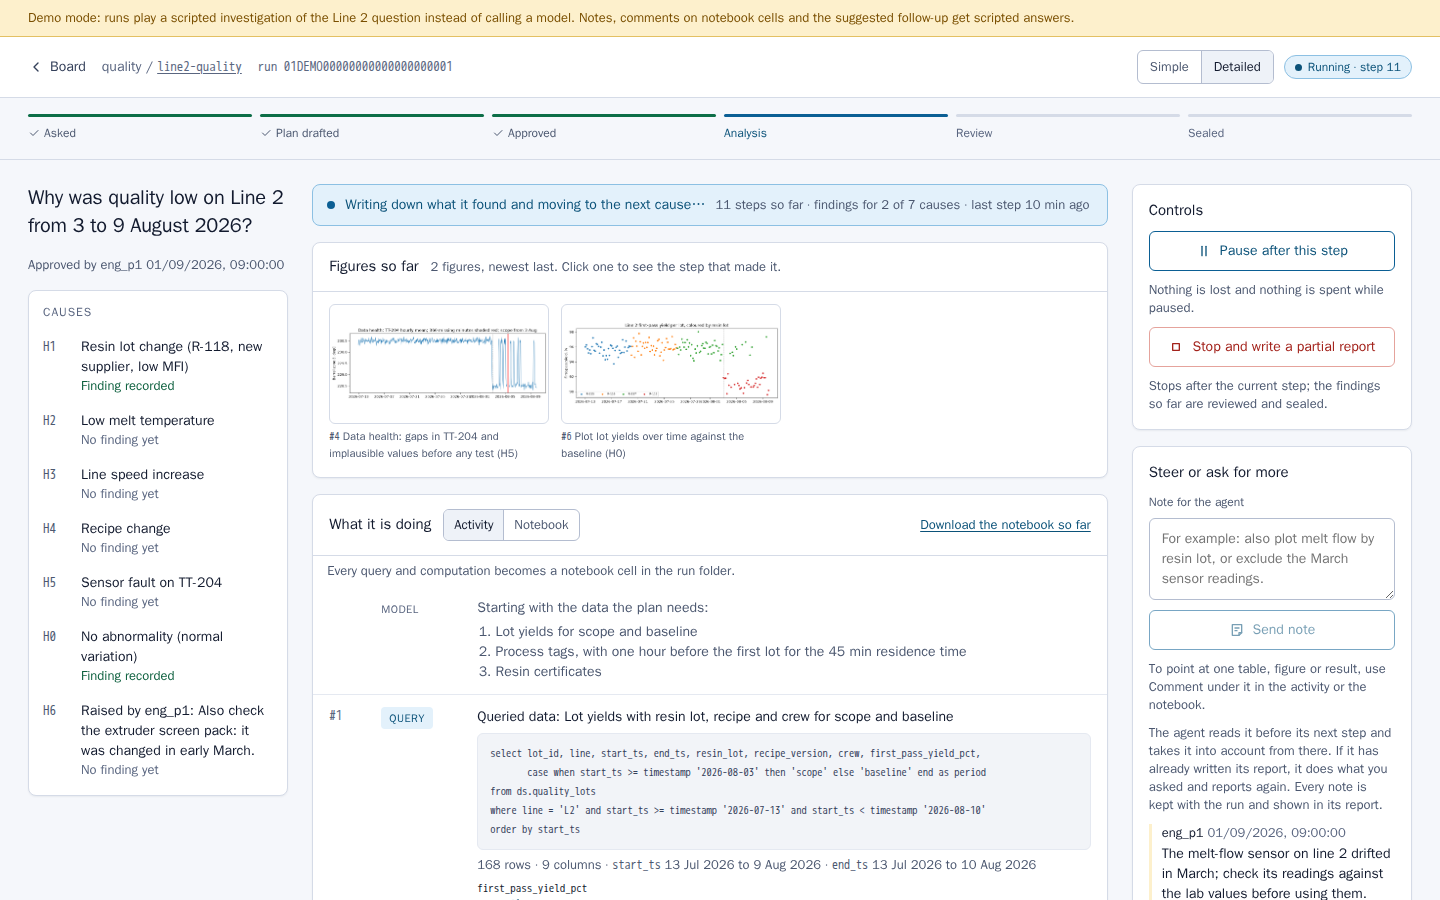 Demo mode: runs play a scripted investigation of the Line 2 question instead of calling a model. Notes, comments on notebook cells and the suggested follow-up get scripted answers.
Board quality / line2-quality run 01DEMO00000000000000000001
Simple Detailed Running · step 11
Asked Plan drafted Approved Analysis Review Sealed
Why was quality low on Line 2
from 3 to 9 August 2026?
Approved by eng_p1 01/09/2026, 09:00:00
CAUSES
H1 Resin lot change (R-118, new
supplier, low MFI)
Finding recorded
H2 Low melt temperature
No finding yet
H3 Line speed increase
No finding yet
H4 Recipe change
No finding yet
H5 Sensor fault on TT-204
No finding yet
H0 No abnormality (normal
variation)
Finding recorded
H6 Raised by eng_p1: Also check
the extruder screen pack: it
was changed in early March.
No finding yet
Writing down what it found and moving to the next cause··· 11 steps so far · findings for 2 of 7 causes · last step 10 min ago
Figures so far 2 figures, newest last. Click one to see the step that made it.
Line 2 first-pass yield per lot, coloured by resin lot
#4 Data health: gaps in TT-204 and
implausible values before any test (H5)
#6 Plot lot yields over time against the
baseline (H0)
What it is doing Activity Notebook Download the notebook so far
Every query and computation becomes a notebook cell in the run folder.
MODEL Starting with the data the plan needs:
1. Lot yields for scope and baseline
2. Process tags, with one hour before the first lot for the 45 min residence time
3. Resin certificates
#1 QUERY Queried data: Lot yields with resin lot, recipe and crew for scope and baseline
select lot_id, line, start_ts, end_ts, resin_lot, recipe_version, crew, first_pass_yield_pct,
case when start_ts >= timestamp '2026-08-03' then 'scope' else 'baseline' end as period
from ds.quality_lots
where line = 'L2' and start_ts >= timestamp '2026-07-13' and start_ts < timestamp '2026-08-10'
order by start_ts
168 rows · 9 columns · start_ts 13 Jul 2026 to 9 Aug 2026 · end_ts 13 Jul 2026 to 10 Aug 2026
first_pass_yield_pct
Controls
Pause after this step
Nothing is lost and nothing is spent while
paused.
Stop and write a partial report
Stops after the current step; the findings
so far are reviewed and sealed.
Steer or ask for more
Note for the agent
For example: also plot melt flow by
resin lot, or exclude the March
sensor readings.
Send note
To point at one table, figure or result, use
Comment under it in the activity or the
notebook.
The agent reads it before its next step and
takes it into account from there. If it has
already written its report, it does what you
asked and reports again. Every note is
kept with the run and shown in its report.
eng_p1 01/09/2026, 09:00:00
The melt-flow sensor on line 2 drifted
in March; check its readings against
the lab values before using them.